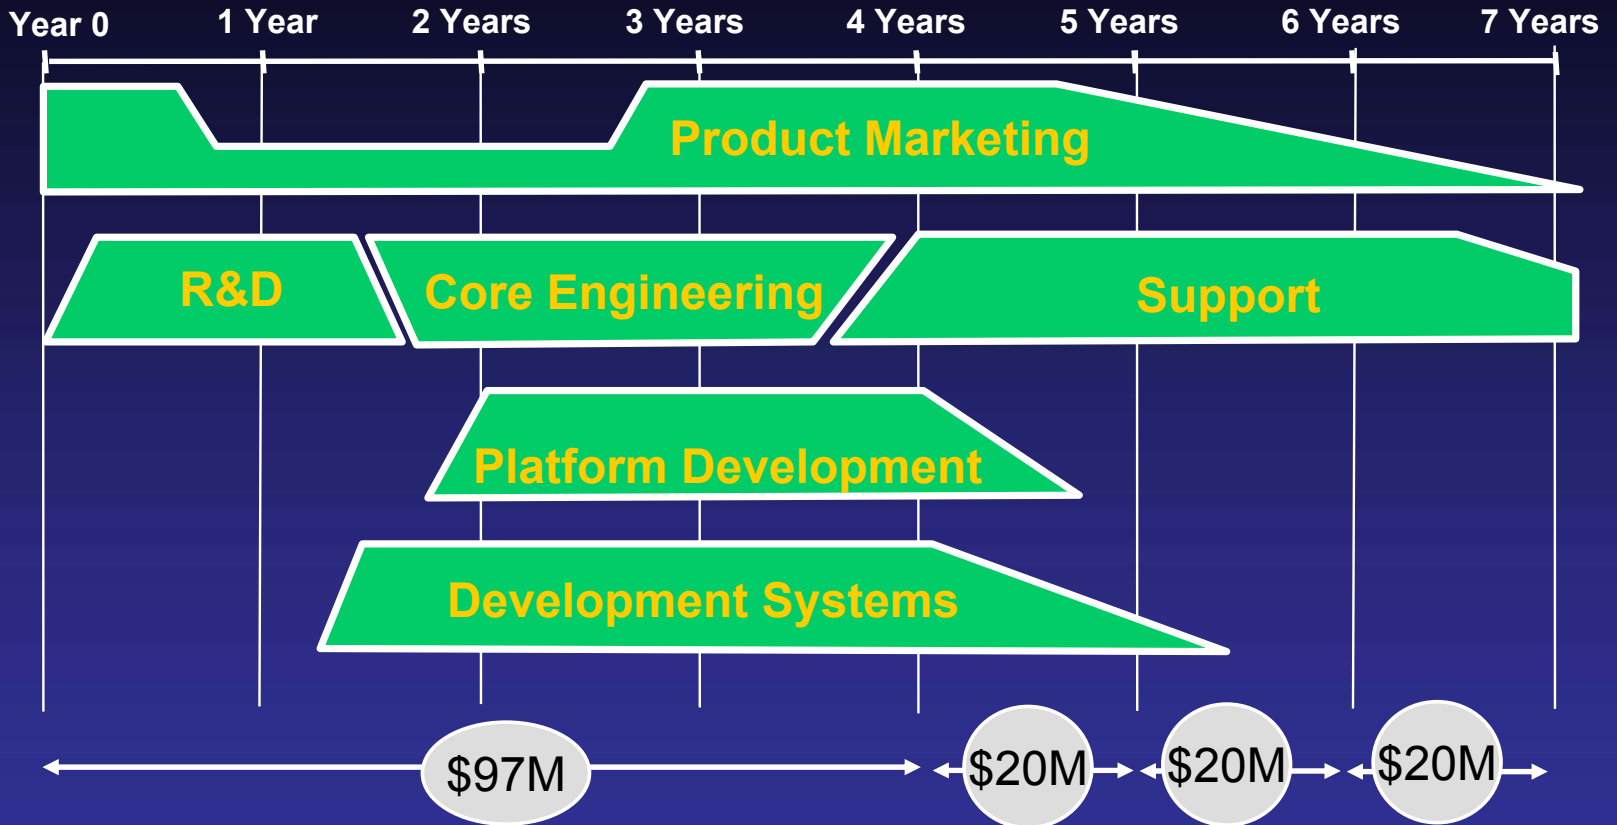 Year 0 1 Year 2 Years 3 Years 4 Years 5 Years 6 Years 7 Years
Product Marketing
R&D Core Engineering Support
Platform Development
Development Systems
$97M $20M $20M $20M